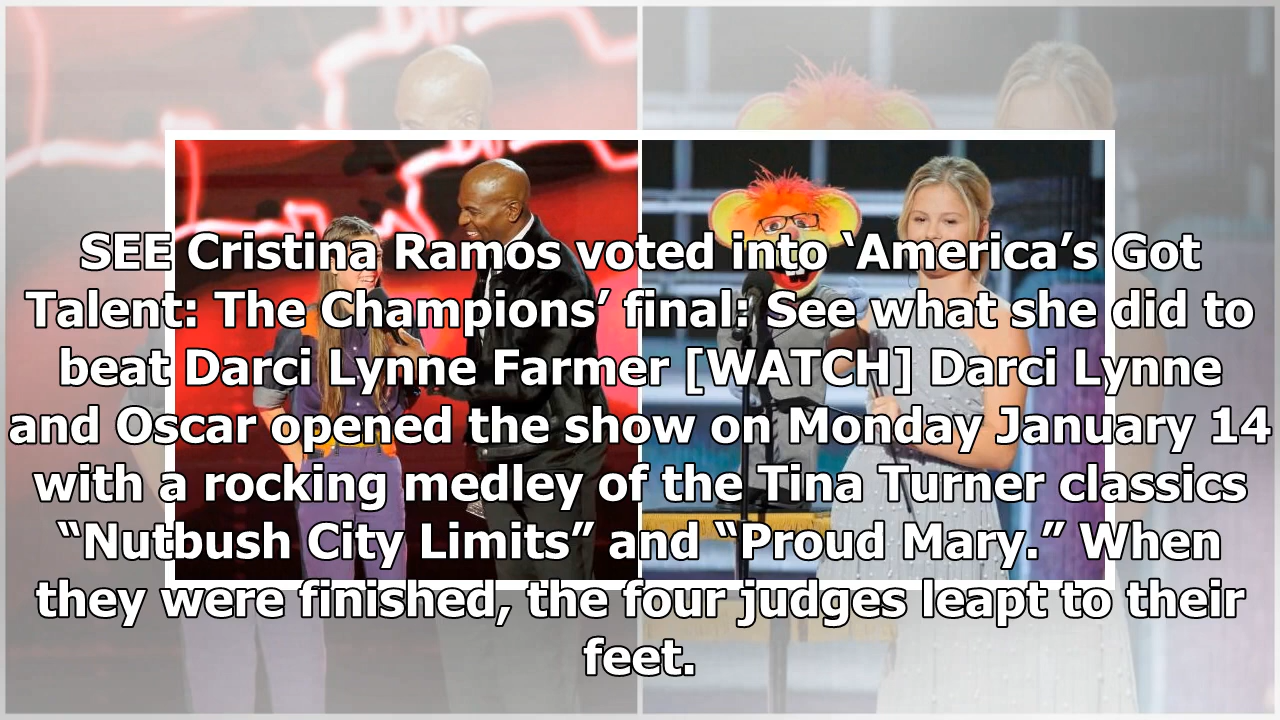 SEE Cristina Ramos voted into ‘America’s Got
Talent: The Champions’ final: See what she did to
beat Darci Lynne Farmer [WATCH] Darci Lynne
and Oscar opened the show on Monday January 14
with a rocking medley of the Tina Turner classics
“Nutbush City Limits” and “Proud Mary.” When
they were finished, the four judges leapt to their
feet.